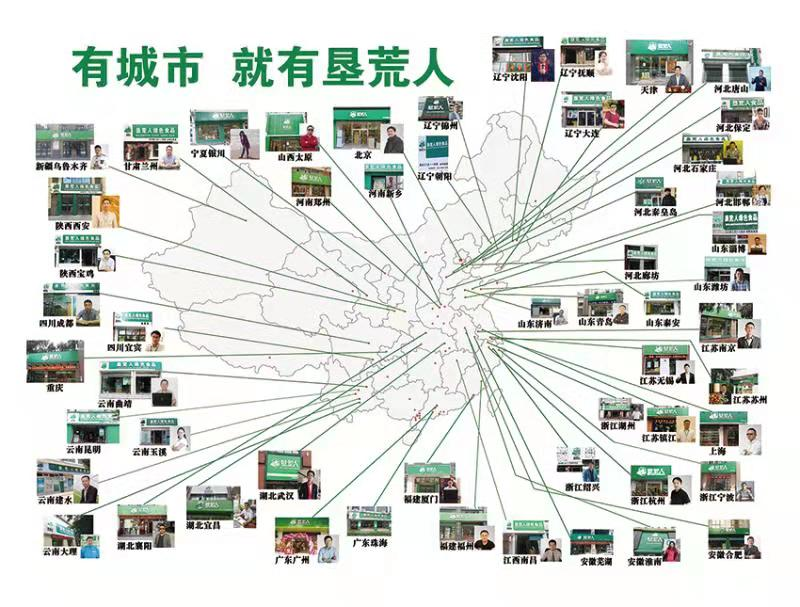 有城市 就有垦荒人
辽宁沈阳
辽宁抚顺
天津
河北唐山
辽宁锦州
辽宁大连
河北保定
新疆乌鲁木齐
甘肃兰州
宁夏银川
山西太原
北京
辽宁朝阳
河北石家庄
河南郑州
河南新乡
河北秦皇岛
河北邯郸
陕西西安
山东淄博
陕西宝鸡
河北廊坊
山东潍坊
四川成都
山东济南
山东青岛
山东泰安
四川宜宾
江苏南京
重庆
云南曲靖
江苏无锡
江苏苏州
云南昆明
云南玉溪
浙江湖州
江苏镇江
上海
云南建水
湖北宜昌
湖北武汉
福建厦门
浙江绍兴
浙江杭州
浙江宁波
云南大理
湖北襄阳
广东广州
广东珠海
福建福州
江西南昌
安徽芜湖
安徽淮南
安徽合肥